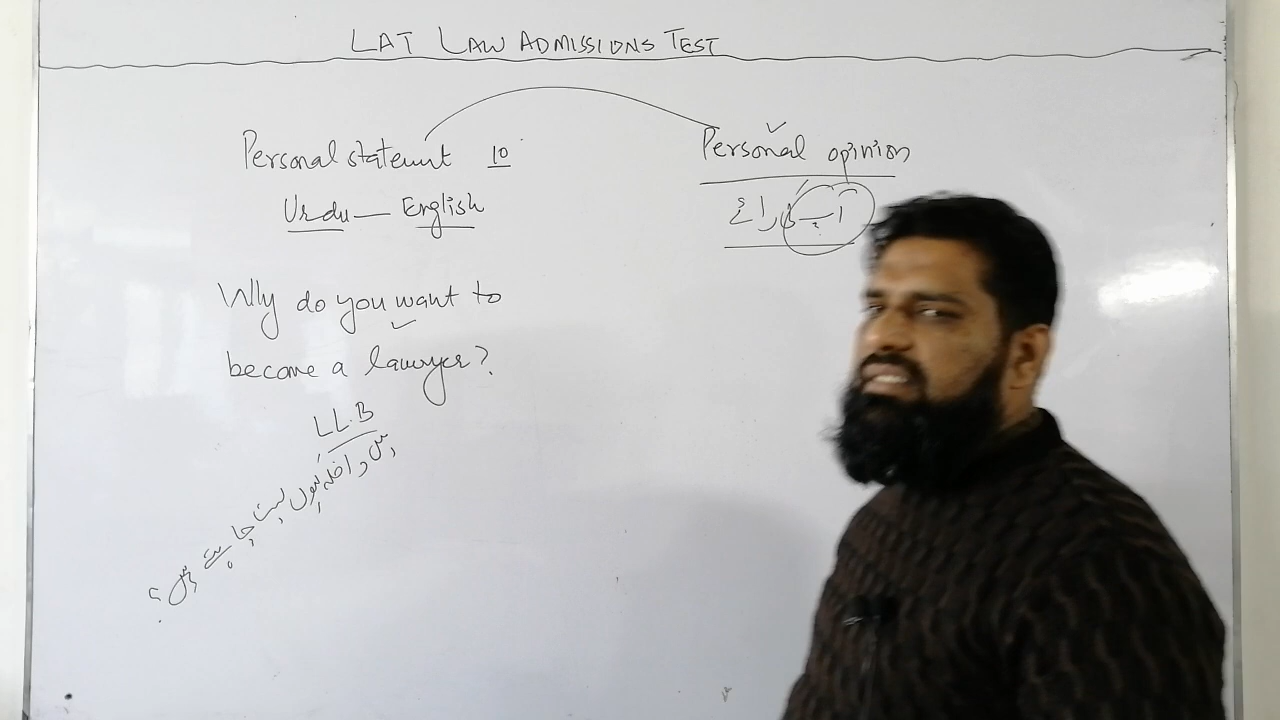 LAT LAW ADMISSIONS TEST
Personal statemnt 10
Urdu — English
Why do you want to
become a lawyer?
LL.B
میں داخلہ کیوں لینا چاہتے ہیں؟
Personal opinion
آپ کی رائے